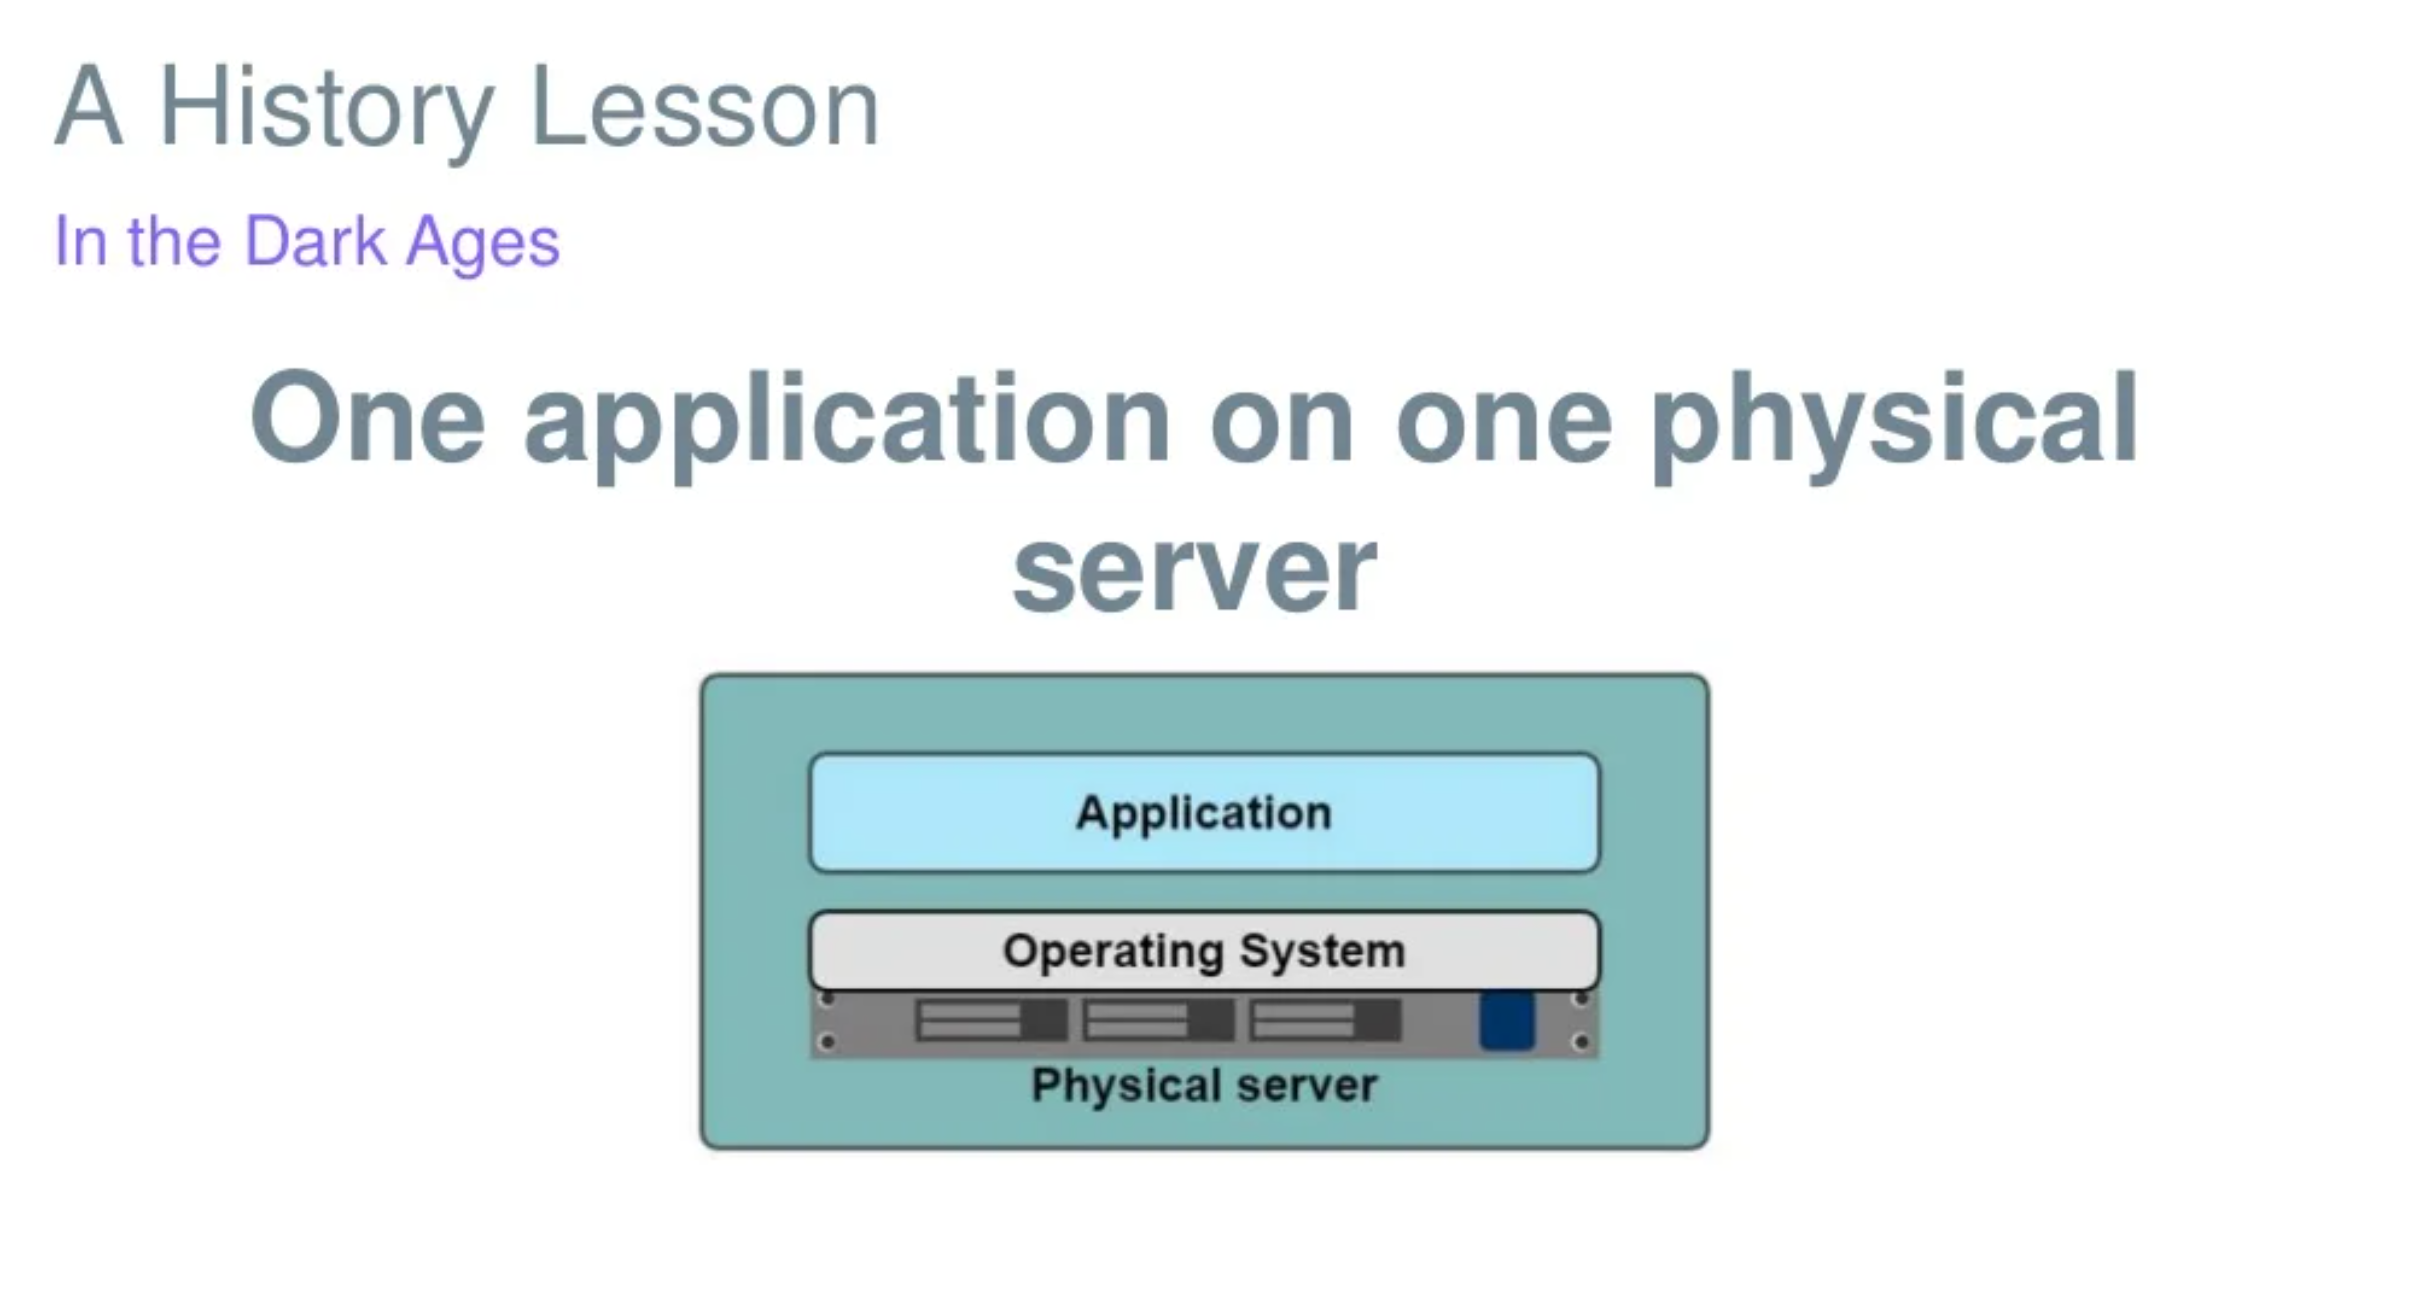 A History Lesson
In the Dark Ages
One application on one physical
server
Application
Operating System
Physical server